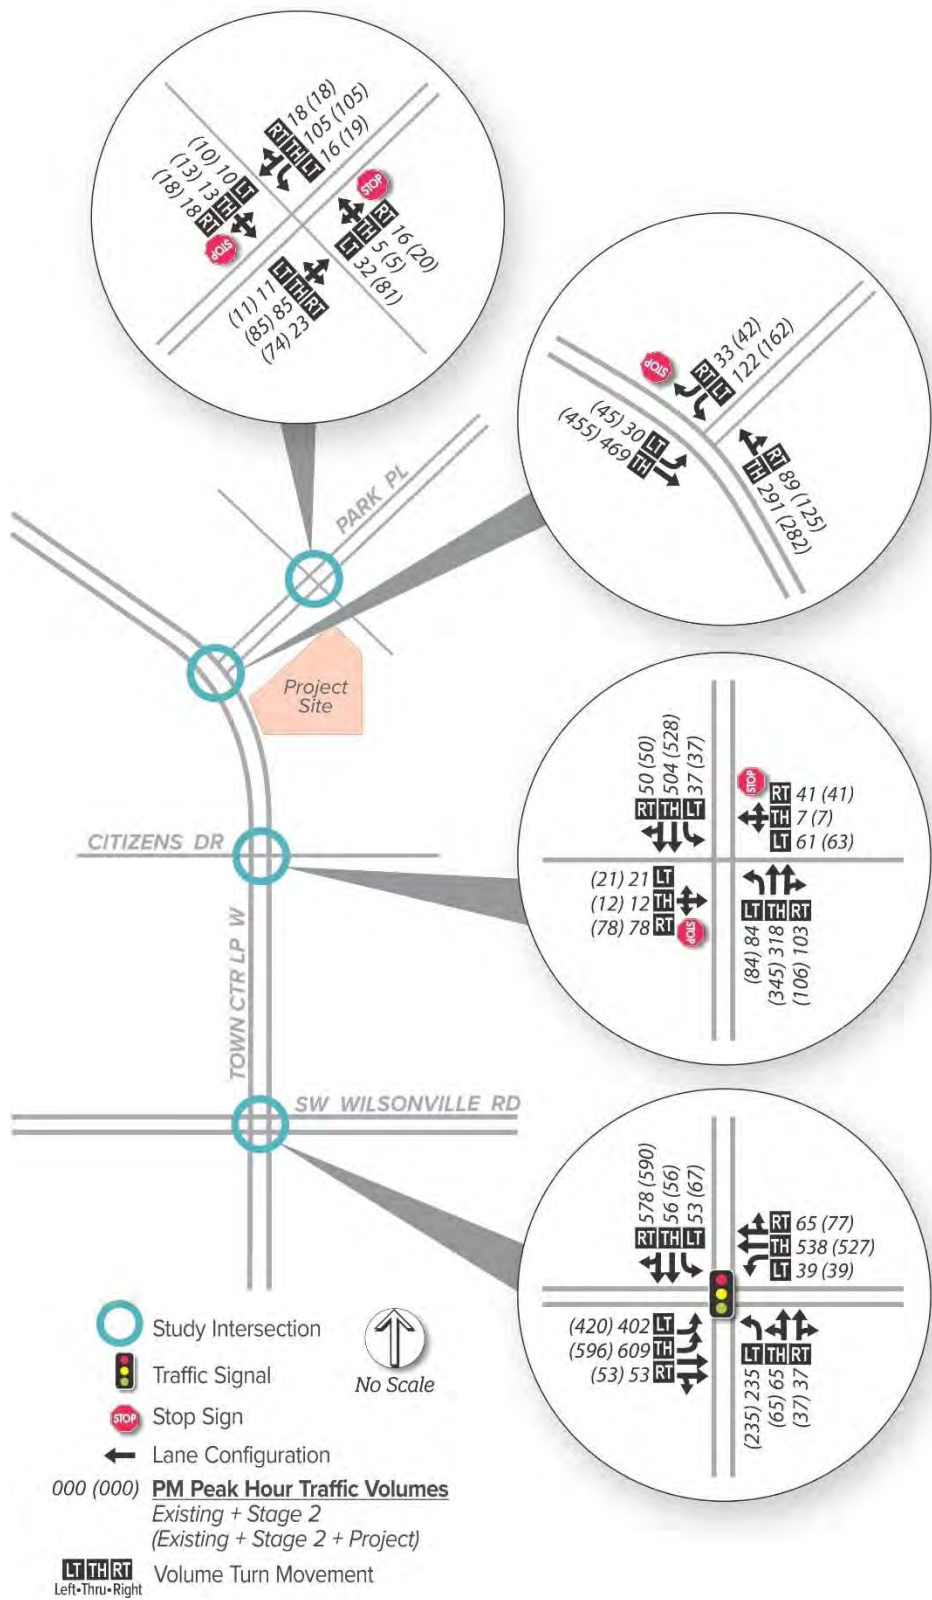 RT 18 (18)
TH 105 (105)
LT 16 (19)
(10) 10 LT
(13) 13 TH
(18) 18 RT
STOP
STOP
RT 16 (20)
TH 5 (5)
LT 32 (81)
(11) 11 LT
(85) 85 TH
(74) 23 RT
STOP
RT 33 (42)
LT 122 (162)
(45) 30 LT
(455) 469 TH
RT 89 (125)
TH 291 (282)
PARK PL
Project
Site
CITIZENS DR
TOWN CTR LP W
SW WILSONVILLE RD
RT 50 (50)
TH 504 (528)
LT 37 (37)
STOP
RT 41 (41)
TH 7 (7)
LT 61 (63)
(21) 21 LT
(12) 12 TH
(78) 78 RT
STOP
LT (84) 84
TH (345) 318
RT (106) 103
RT 578 (590)
TH 56 (56)
LT 53 (67)
RT 65 (77)
TH 538 (527)
LT 39 (39)
(420) 402 LT
(596) 609 TH
(53) 53 RT
LT (235) 235
TH (65) 65
RT (37) 37
Study Intersection
Traffic Signal
No Scale
STOP Stop Sign
Lane Configuration
000 (000) PM Peak Hour Traffic Volumes
Existing + Stage 2
(Existing + Stage 2 + Project)
LT TH RT Volume Turn Movement
Left•Thru•Right